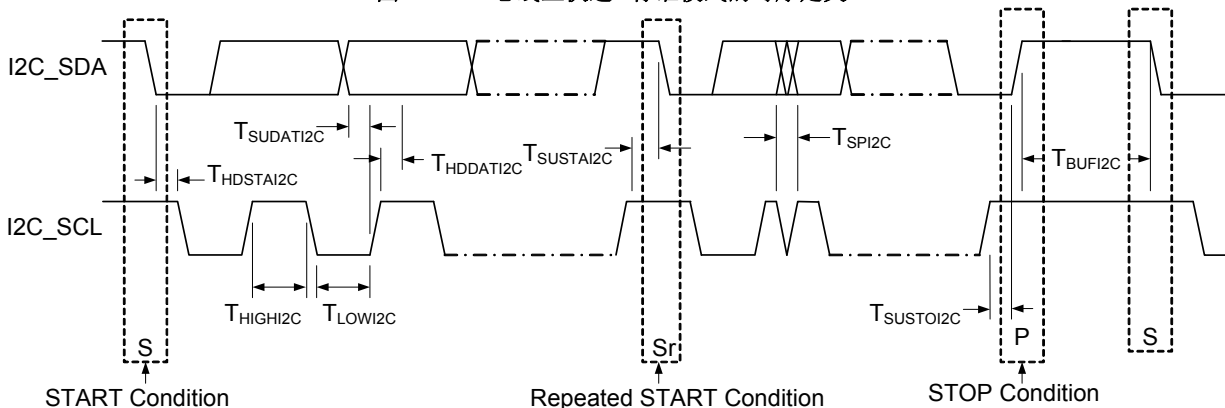 I2C_SDA
T_SUDATI2C
T_HDDATI2C
T_SUSTAI2C
T_SPI2C
T_BUFI2C
T_HDSTAI2C
I2C_SCL
T_HIGHI2C
T_LOWI2C
T_SUSTOI2C
S
Sr
P
S
START Condition
Repeated START Condition
STOP Condition